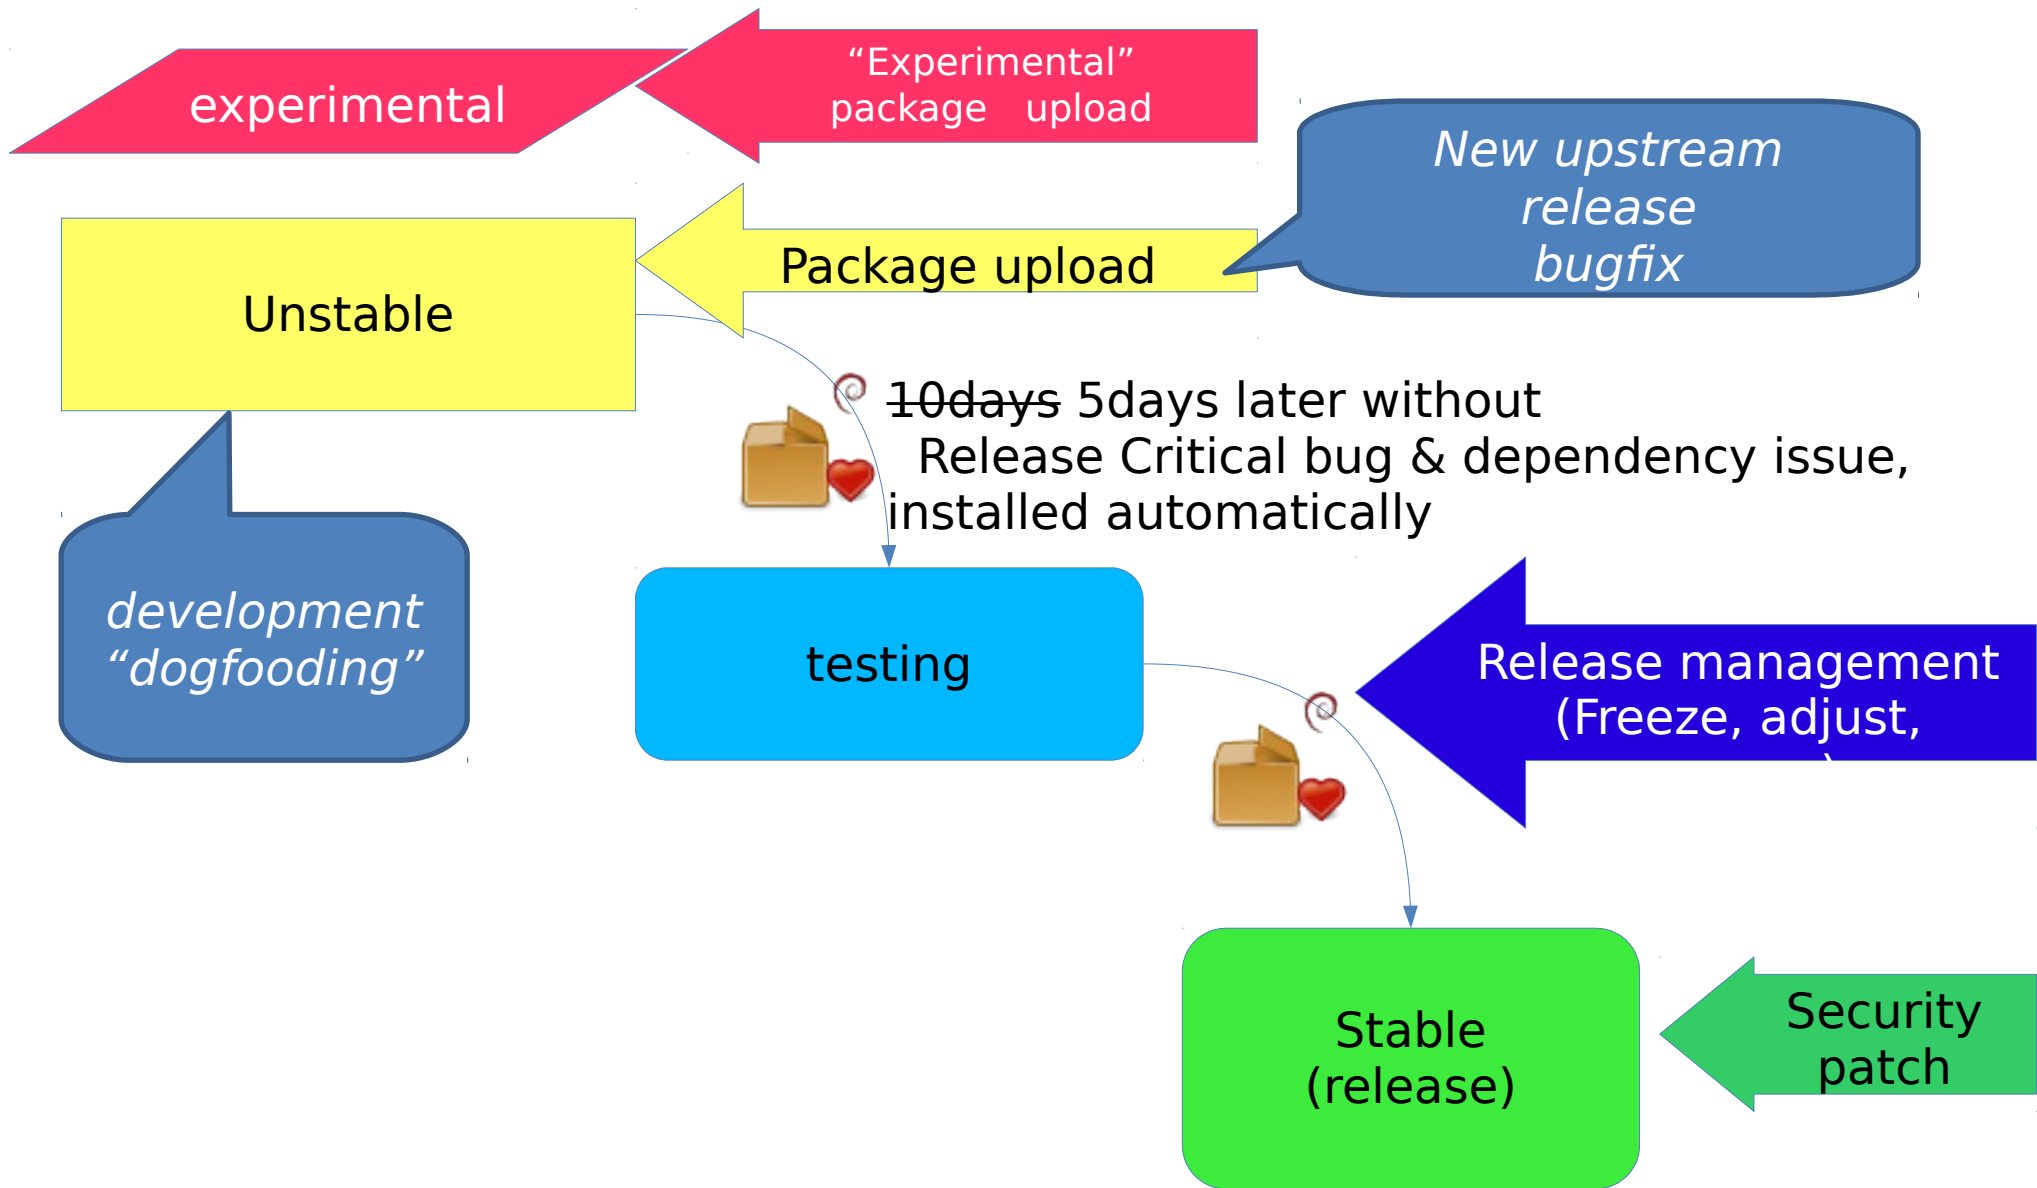 “Experimental”
package upload
experimental
New upstream
release
bugfix
Package upload
Unstable
10days 5days later without
Release Critical bug & dependency issue,
installed automatically
development
“dogfooding”
testing
Release management
(Freeze, adjust,
)
Stable
(release)
Security
patch